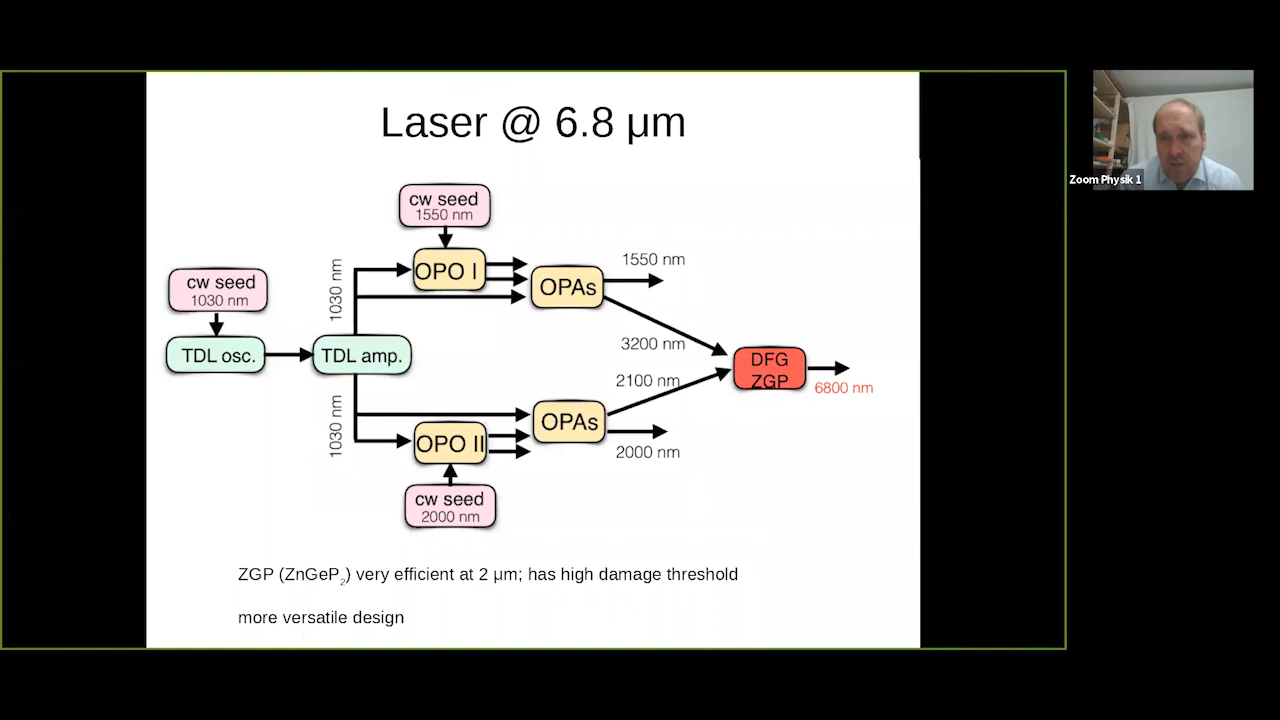 Laser @ 6.8 μm
cw seed
1550 nm
cw seed
1030 nm
1030 nm
OPO I
OPAs
1550 nm
TDL osc.
TDL amp.
3200 nm
DFG
ZGP
6800 nm
2100 nm
1030 nm
OPO II
OPAs
2000 nm
cw seed
2000 nm
ZGP (ZnGeP2) very efficient at 2 μm; has high damage threshold
more versatile design
Zoom Physik 1